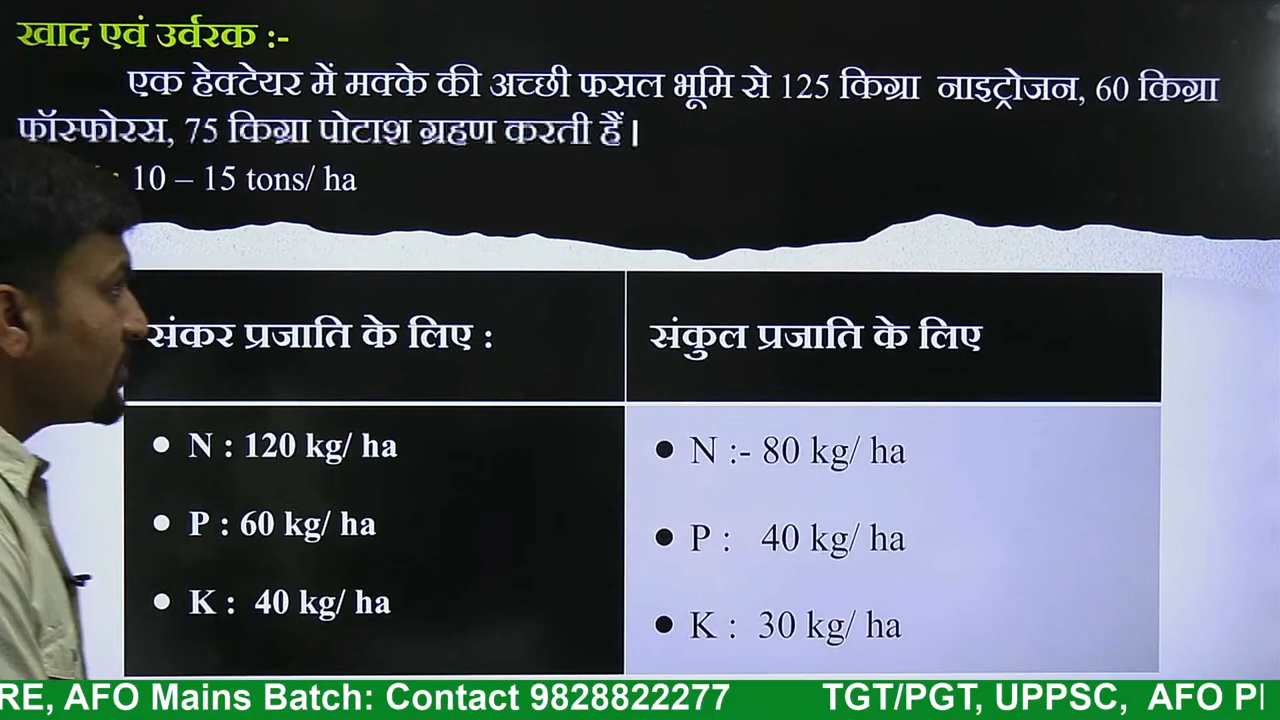 खाद एवं उर्वरक :-
एक हेक्टेयर में मक्के की अच्छी फसल भूमि से 125 किग्रा नाइट्रोजन, 60 किग्रा
फॉस्फोरस, 75 किग्रा पोटाश ग्रहण करती हैं।
: 10 – 15 tons/ ha
संकर प्रजाति के लिए :
संकुल प्रजाति के लिए
• N : 120 kg/ ha
• N :- 80 kg/ ha
• P : 60 kg/ ha
• P : 40 kg/ ha
• K : 40 kg/ ha
• K : 30 kg/ ha
RE, AFO Mains Batch: Contact 9828822277 TGT/PGT, UPPSC, AFO